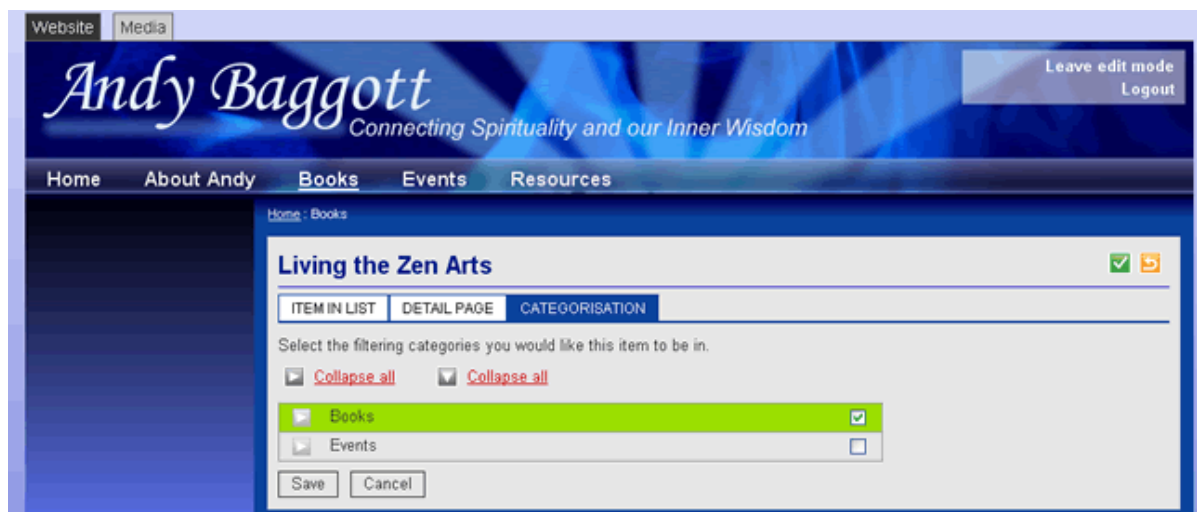 Website Media
Andy Baggott
Connecting Spirituality and our Inner Wisdom
Leave edit mode
Logout
Home About Andy Books Events Resources
Home : Books
Living the Zen Arts
ITEM IN LIST DETAIL PAGE CATEGORISATION
Select the filtering categories you would like this item to be in.
Collapse all Collapse all
Books
Events
Save Cancel